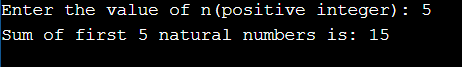 Enter the value of n(positive integer): 5
Sum of first 5 natural numbers is: 15